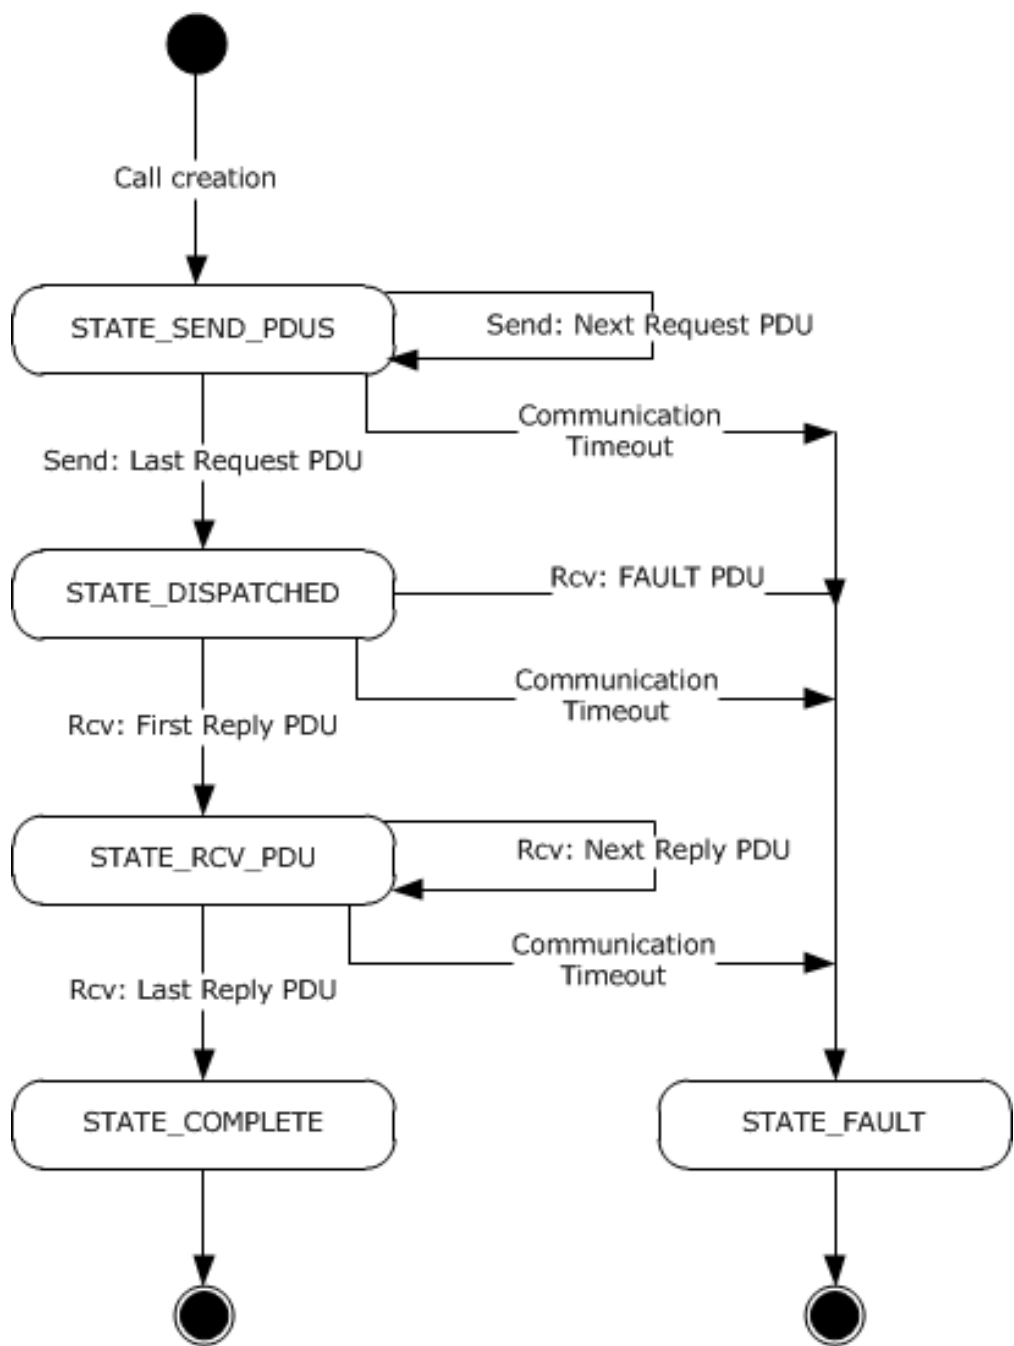 Call creation
STATE_SEND_PDUS
Send: Next Request PDU
Communication
Timeout
Send: Last Request PDU
STATE_DISPATCHED
Rcv: FAULT PDU
Communication
Timeout
Rcv: First Reply PDU
STATE_RCV_PDU
Rcv: Next Reply PDU
Communication
Timeout
Rcv: Last Reply PDU
STATE_COMPLETE
STATE_FAULT